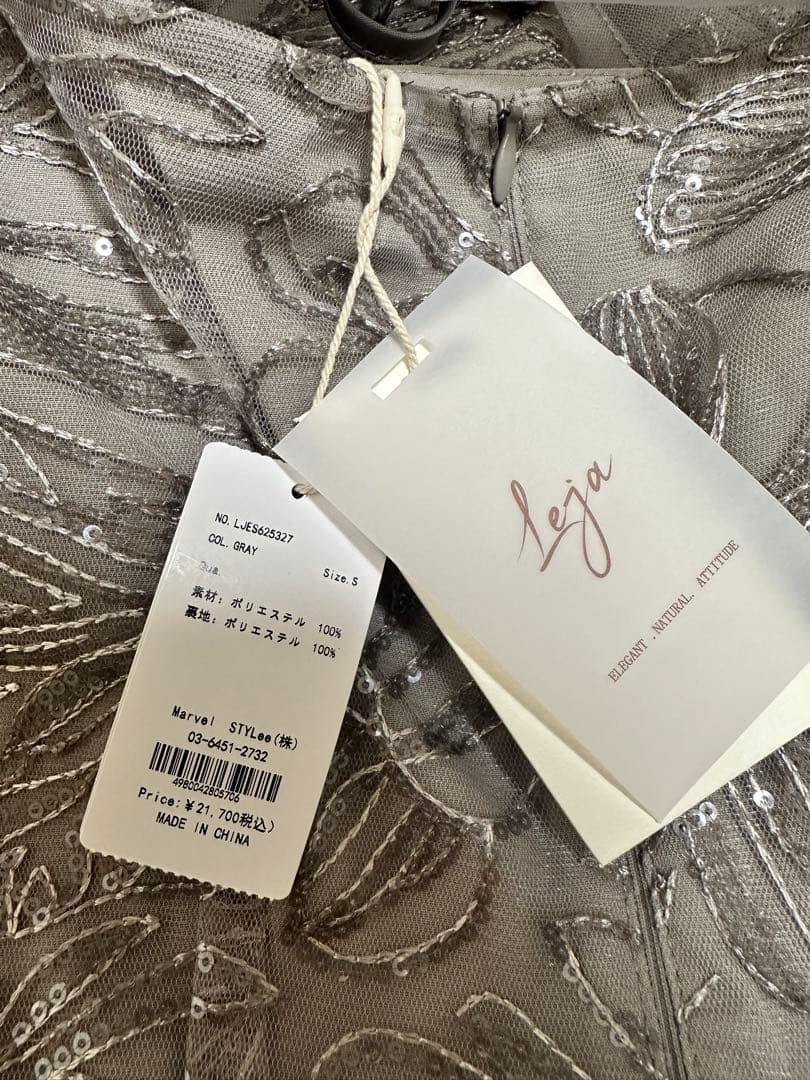 NO. LJES625327
COL. GRAY
Qua. Size. S
素材: ポリエステル 100%
裏地: ポリエステル 100%
Marvel STYLee(株)
03-6451-2732
4980042805706
Price:¥21,700税込)
MADE IN CHINA
Leja
ELEGANT . NATURAL. ATTITUDE